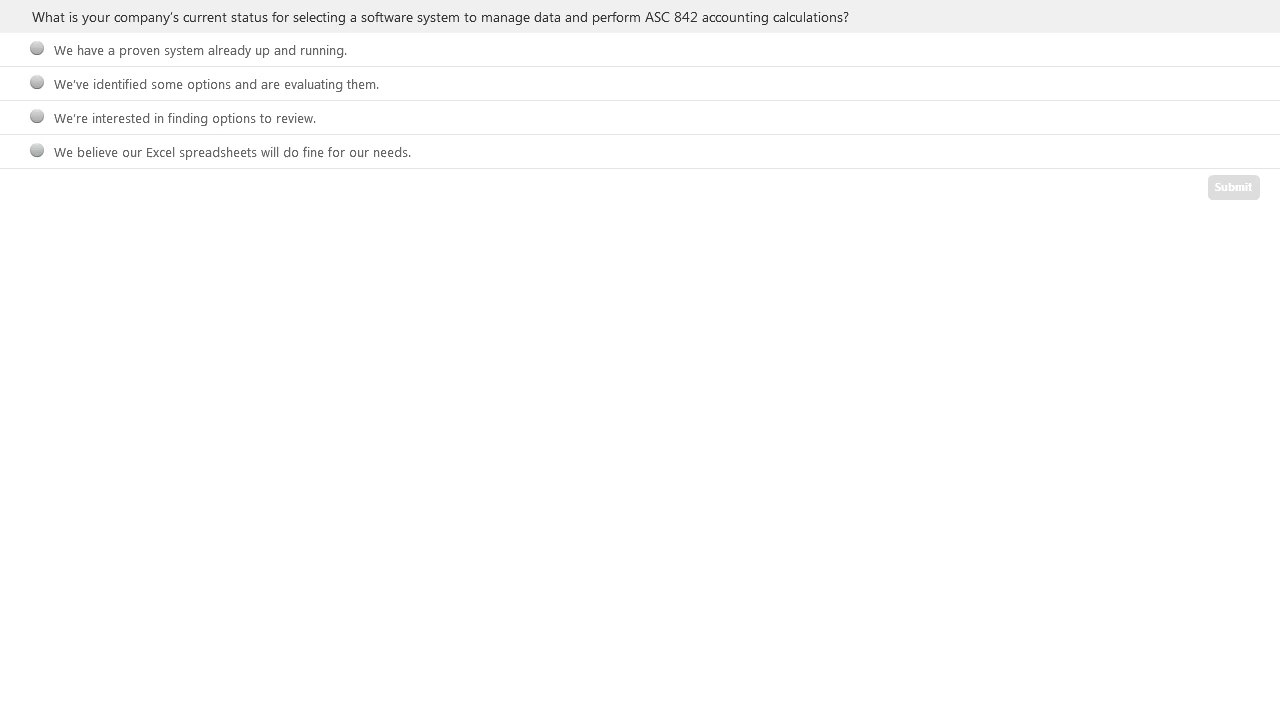 What is your company's current status for selecting a software system to manage data and perform ASC 842 accounting calculations?
We have a proven system already up and running.
We've identified some options and are evaluating them.
We're interested in finding options to review.
We believe our Excel spreadsheets will do fine for our needs.
Submit